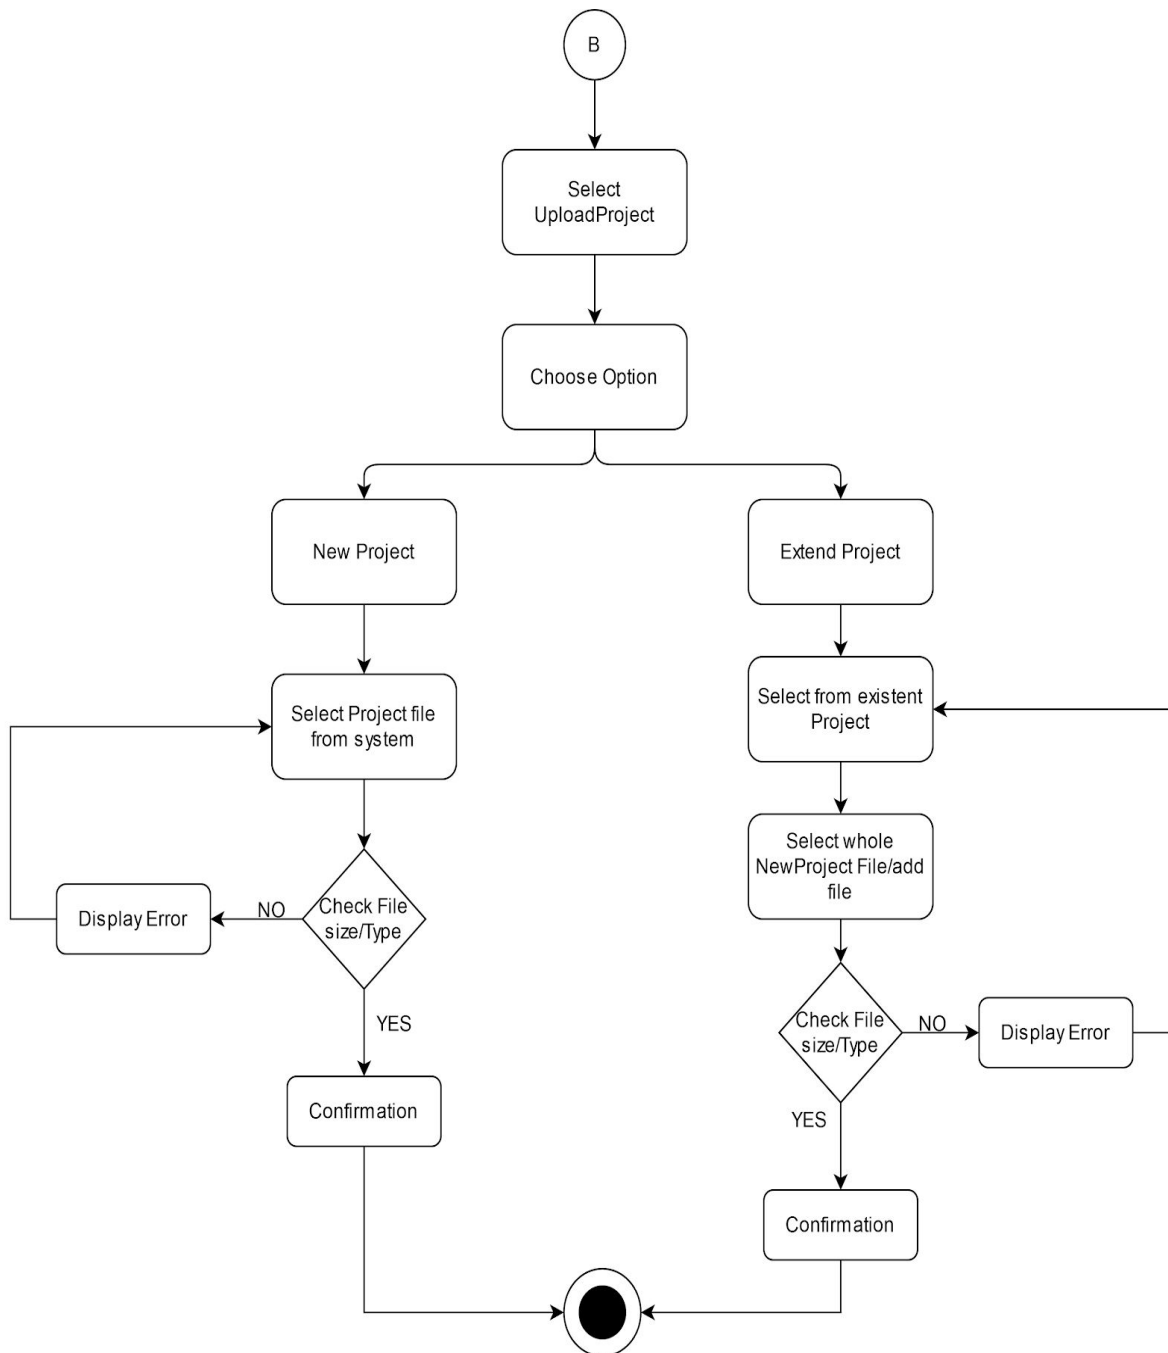 B
Select
UploadProject
Choose Option
New Project
Extend Project
Select Project file
from system
Select from existent
Project
Select whole
NewProject File/add
file
Display Error
NO
Check File
size/Type
YES
Check File
size/Type
NO
Display Error
YES
Confirmation
Confirmation